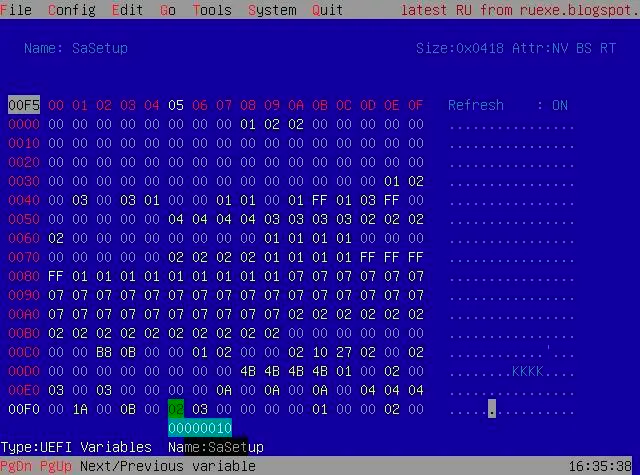 File Config Edit Go Tools System Quit latest RU from ruexe.blogspot.
Name: SaSetup Size:0x0418 Attr:NV BS RT
00F5 00 01 02 03 04 05 06 07 08 09 0A 0B 0C 0D 0E 0F Refresh : ON
0000 00 00 00 00 00 00 00 00 01 02 02 00 00 00 00 00 ................
0010 00 00 00 00 00 00 00 00 00 00 00 00 00 00 00 00 ................
0020 00 00 00 00 00 00 00 00 00 00 00 00 00 00 00 00 ................
0030 00 00 00 00 00 00 00 00 00 00 00 00 00 00 01 02 ................
0040 00 03 00 03 01 00 00 01 01 00 01 FF 01 03 FF 00 ................
0050 00 00 00 00 00 04 04 04 04 03 03 03 03 02 02 02 ................
0060 02 00 00 00 00 00 00 00 00 01 01 01 01 00 00 00 ................
0070 00 00 00 00 00 02 02 02 02 01 01 01 01 FF FF FF ................
0080 FF 01 01 01 01 01 01 01 01 07 07 07 07 07 07 07 ................
0090 07 07 07 07 07 07 07 07 07 07 07 07 07 07 07 07 ................
00A0 07 07 07 07 07 07 07 07 07 07 02 02 02 02 02 02 ................
00B0 02 02 02 02 02 02 02 02 02 02 00 00 00 00 00 00 ................
00C0 00 00 B8 0B 00 00 01 02 00 00 02 10 27 02 00 00 ............'...
00D0 00 00 00 00 00 00 00 00 4B 4B 4B 4B 01 00 02 00 ........KKKK....
00E0 03 00 03 00 00 00 00 0A 00 0A 00 0A 00 04 04 04 ................
00F0 00 1A 00 0B 00 02 03 00 00 00 00 01 00 00 02 00 .....
00000010
Type:UEFI Variables Name:SaSetup
PgDn PgUp Next/Previous variable 16:35:38